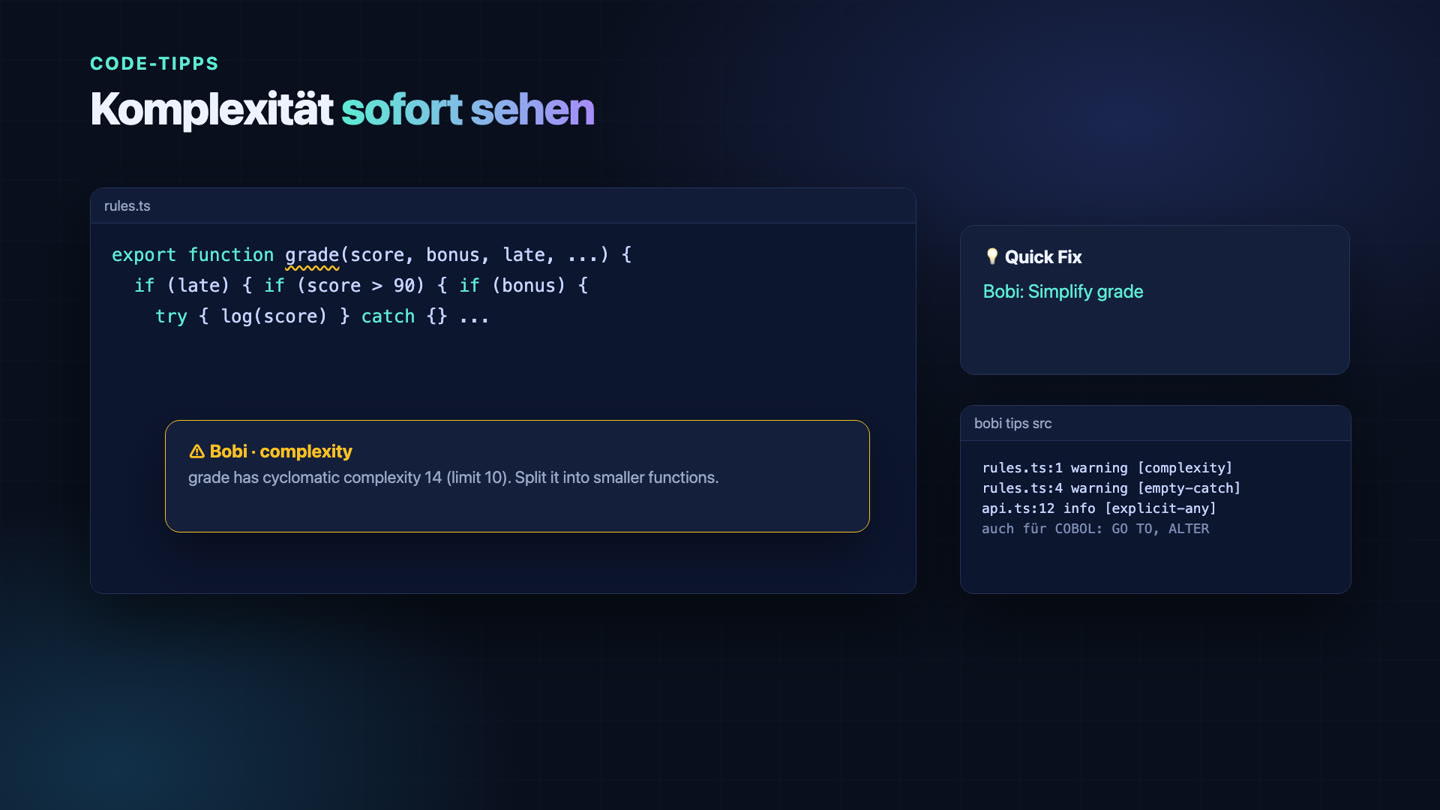 CODE-TIPPS
Komplexität sofort sehen
rules.ts
export function grade(score, bonus, late, ...) {
if (late) { if (score > 90) { if (bonus) {
try { log(score) } catch {} ...
⚠ Bobi · complexity
grade has cyclomatic complexity 14 (limit 10). Split it into smaller functions.
💡 Quick Fix
Bobi: Simplify grade
bobi tips src
rules.ts:1 warning [complexity]
rules.ts:4 warning [empty-catch]
api.ts:12 info [explicit-any]
auch für COBOL: GO TO, ALTER